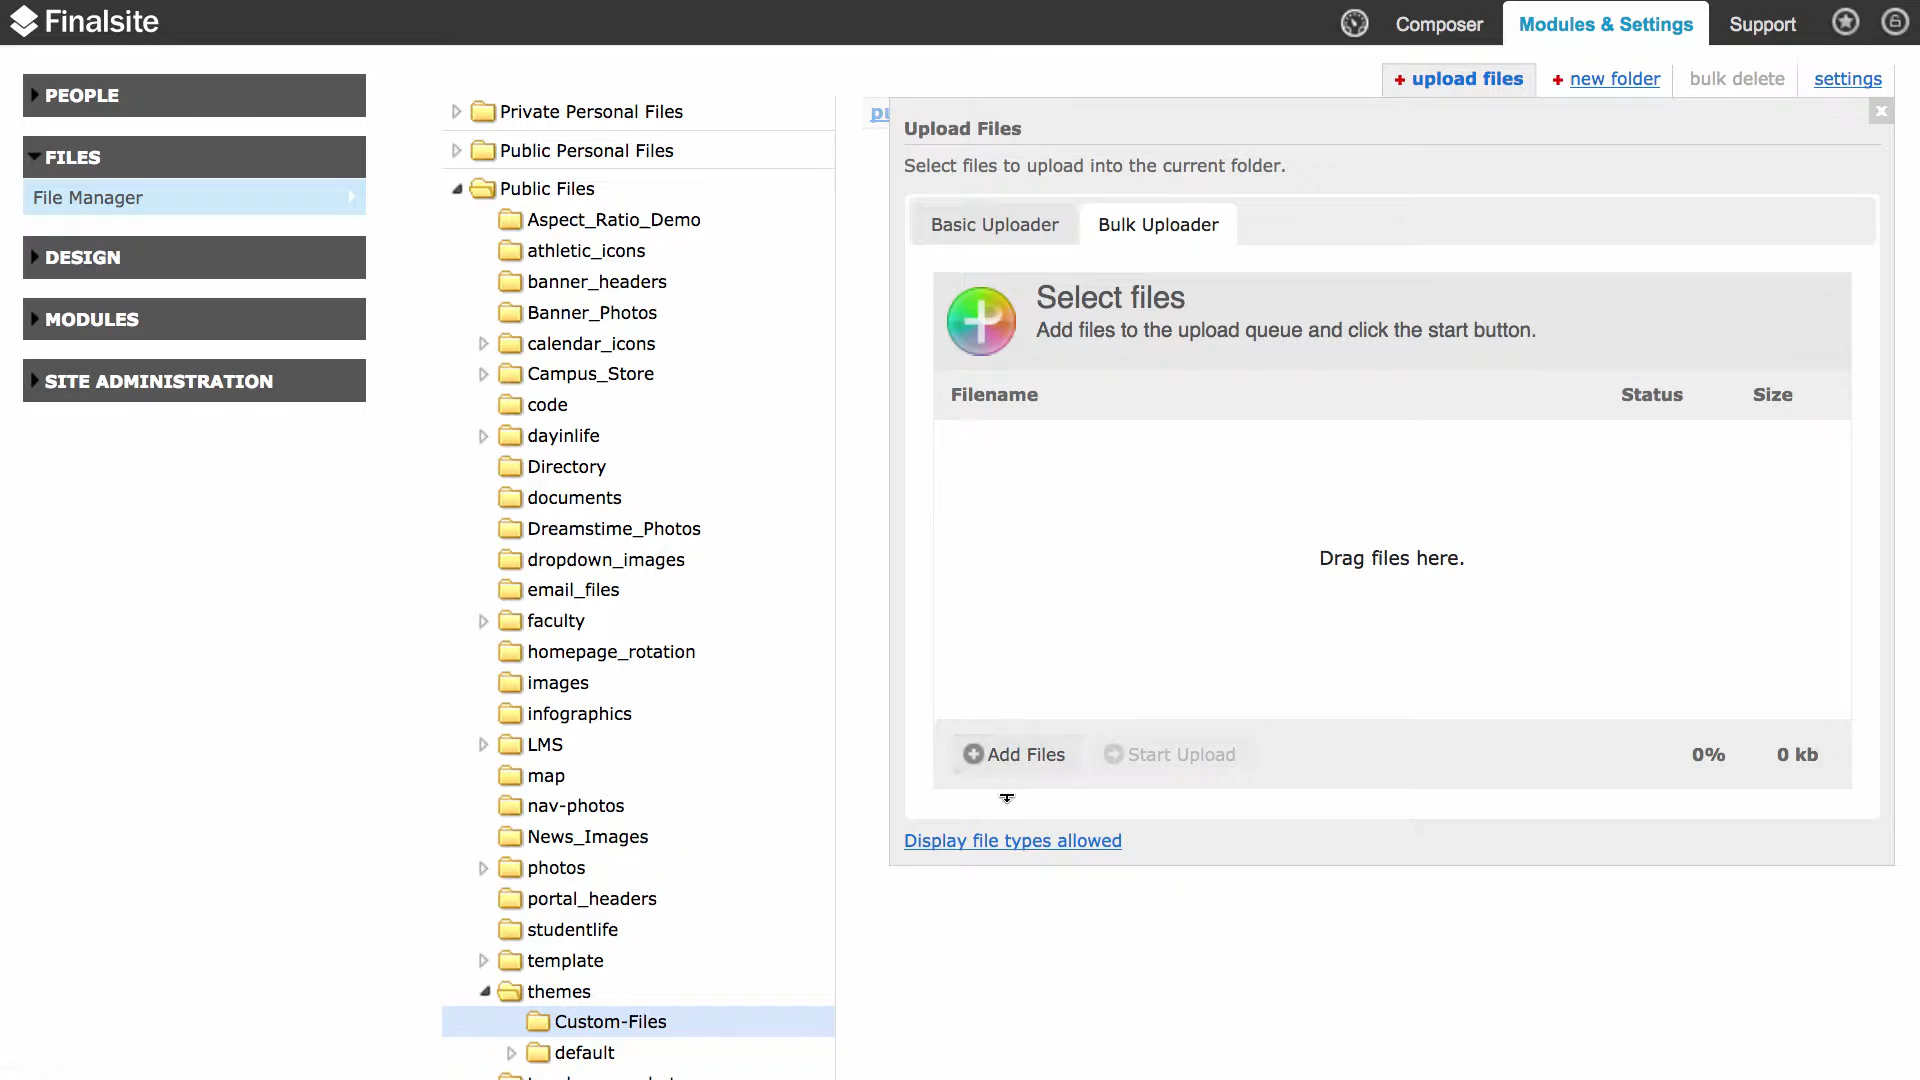 Finalsite
Composer
Modules & Settings
Support
PEOPLE
FILES
File Manager
DESIGN
MODULES
SITE ADMINISTRATION
+ upload files
+ new folder
bulk delete
settings
Private Personal Files
Public Personal Files
Public Files
Aspect_Ratio_Demo
athletic_icons
banner_headers
Banner_Photos
calendar_icons
Campus_Store
code
dayinlife
Directory
documents
Dreamstime_Photos
dropdown_images
email_files
faculty
homepage_rotation
images
infographics
LMS
map
nav-photos
News_Images
photos
portal_headers
studentlife
template
themes
Custom-Files
default
x
Upload Files
Select files to upload into the current folder.
Basic Uploader
Bulk Uploader
Select files
Add files to the upload queue and click the start button.
Filename Status Size
Drag files here.
Add Files
Start Upload
0% 0 kb
Display file types allowed